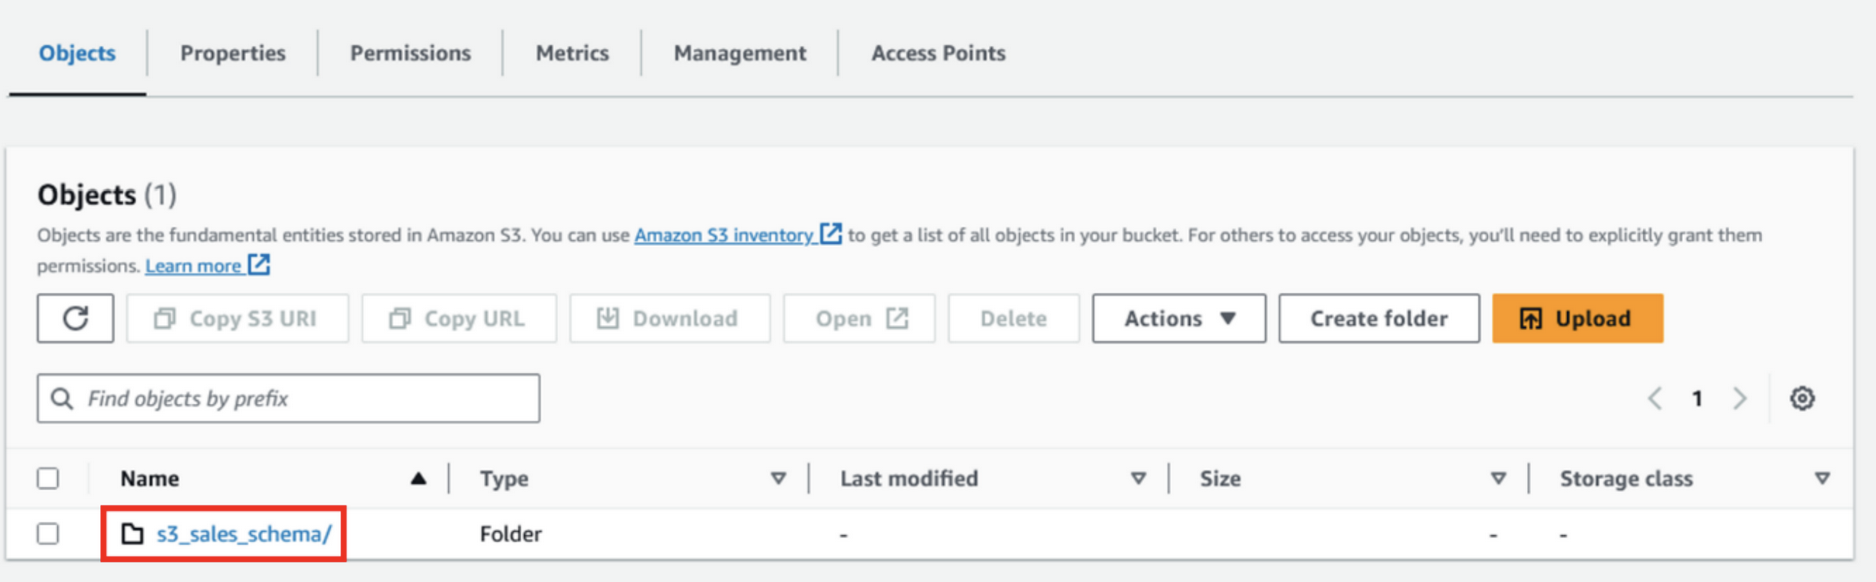 Objects Properties Permissions Metrics Management Access Points
Objects (1)
Objects are the fundamental entities stored in Amazon S3. You can use Amazon S3 inventory to get a list of all objects in your bucket. For others to access your objects, you'll need to explicitly grant them
permissions. Learn more
Copy S3 URI Copy URL Download Open Delete Actions Create folder Upload
Find objects by prefix 1
Name Type Last modified Size Storage class
s3_sales_schema/ Folder - - -